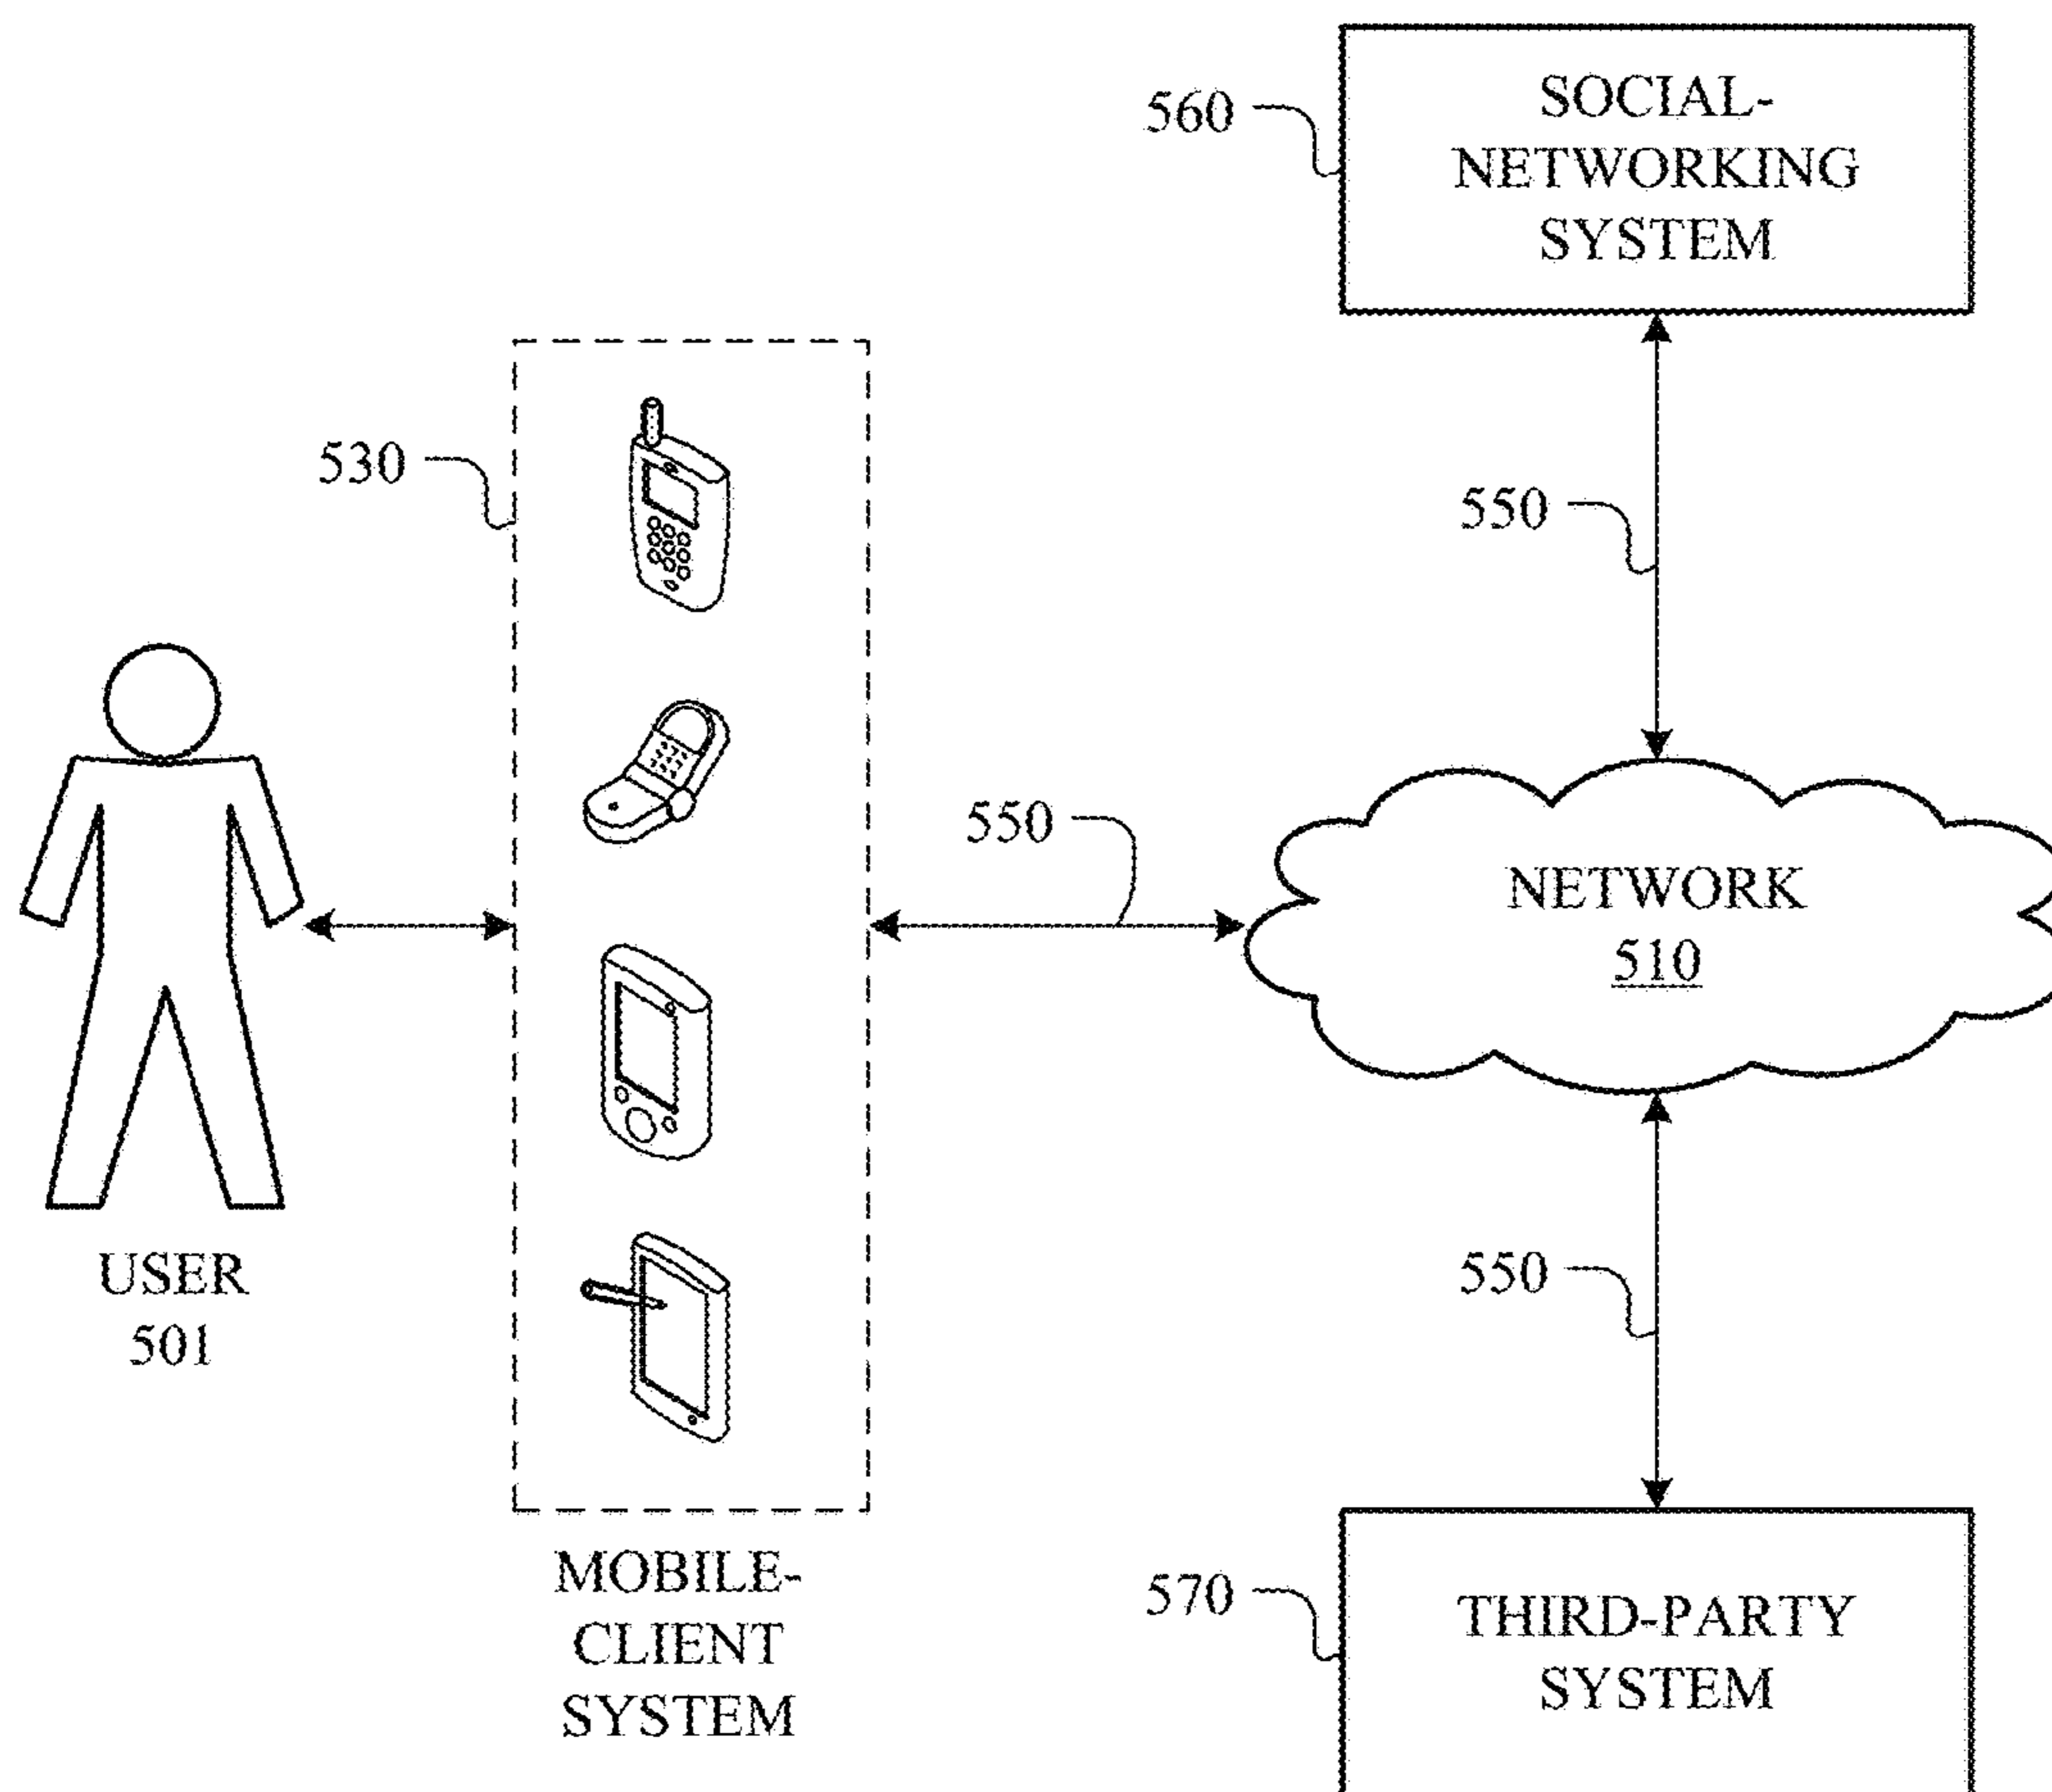 560
SOCIAL-
NETWORKING
SYSTEM
530
550
550
NETWORK
510
USER
501
550
MOBILE-
CLIENT
SYSTEM
570
THIRD-PARTY
SYSTEM